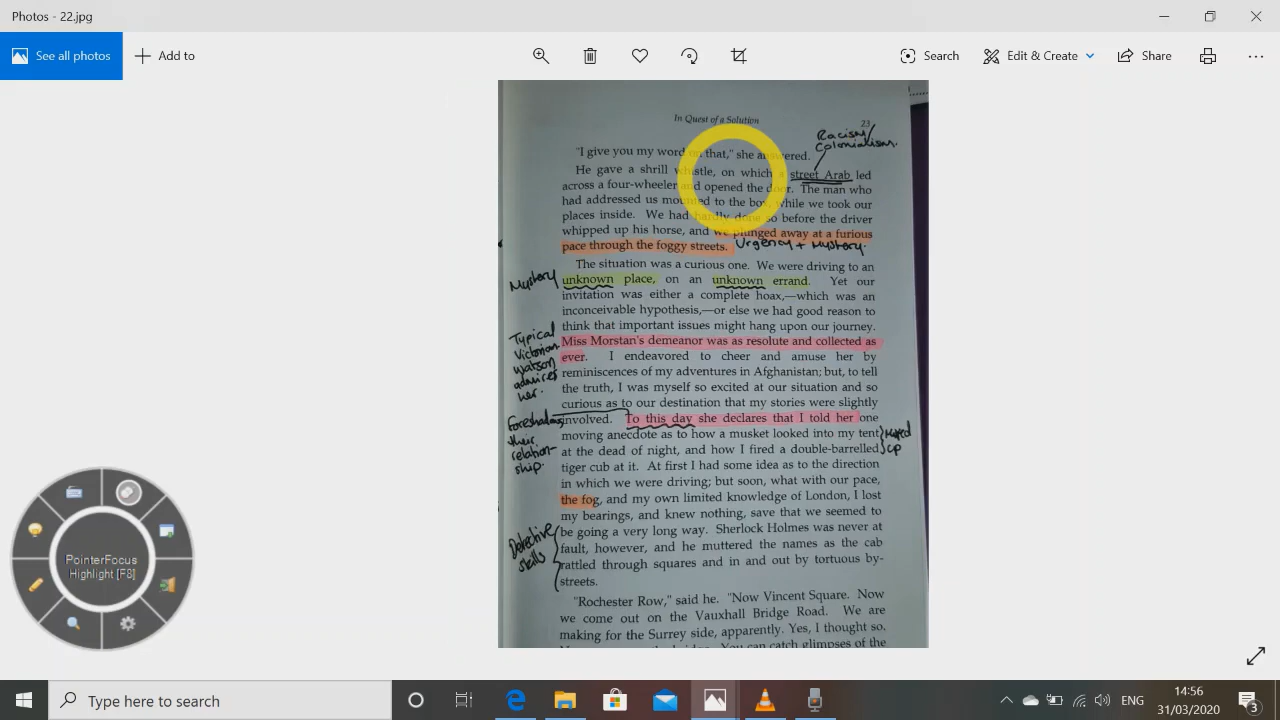 Photos - 22.jpg
See all photos
Add to
Search
Edit & Create
Share
In Quest of a Solution
23
Racism/
Colonialism.
"I give you my word on that," she answered.
He gave a shrill whistle, on which a street Arab led
across a four-wheeler and opened the door. The man who
had addressed us mounted to the box, while we took our
places inside. We had hardly done so before the driver
whipped up his horse, and we plunged away at a furious
pace through the foggy streets. Urgency + Mystery.
The situation was a curious one. We were driving to an
Mystery
unknown place, on an unknown errand. Yet our
invitation was either a complete hoax,—which was an
inconceivable hypothesis,—or else we had good reason to
think that important issues might hang upon our journey.
Typical
Victorian
Watson
admires
her.
Miss Morstan's demeanor was as resolute and collected as
ever. I endeavored to cheer and amuse her by
reminiscences of my adventures in Afghanistan; but, to tell
the truth, I was myself so excited at our situation and so
curious as to our destination that my stories were slightly
Foreshadows
their
relation-
ship.
involved. To this day she declares that I told her one
moving anecdote as to how a musket looked into my tent
at the dead of night, and how I fired a double-barrelled
Mixed
up
tiger cub at it. At first I had some idea as to the direction
in which we were driving; but soon, what with our pace,
the fog, and my own limited knowledge of London, I lost
my bearings, and knew nothing, save that we seemed to
Detective
skills
be going a very long way. Sherlock Holmes was never at
fault, however, and he muttered the names as the cab
rattled through squares and in and out by tortuous by-
streets.
"Rochester Row," said he. "Now Vincent Square. Now
we come out on the Vauxhall Bridge Road. We are
making for the Surrey side, apparently. Yes, I thought so.
You can catch glimpses of the
PointerFocus
Highlight [F8]
Type here to search
ENG
14:56
31/03/2020
3